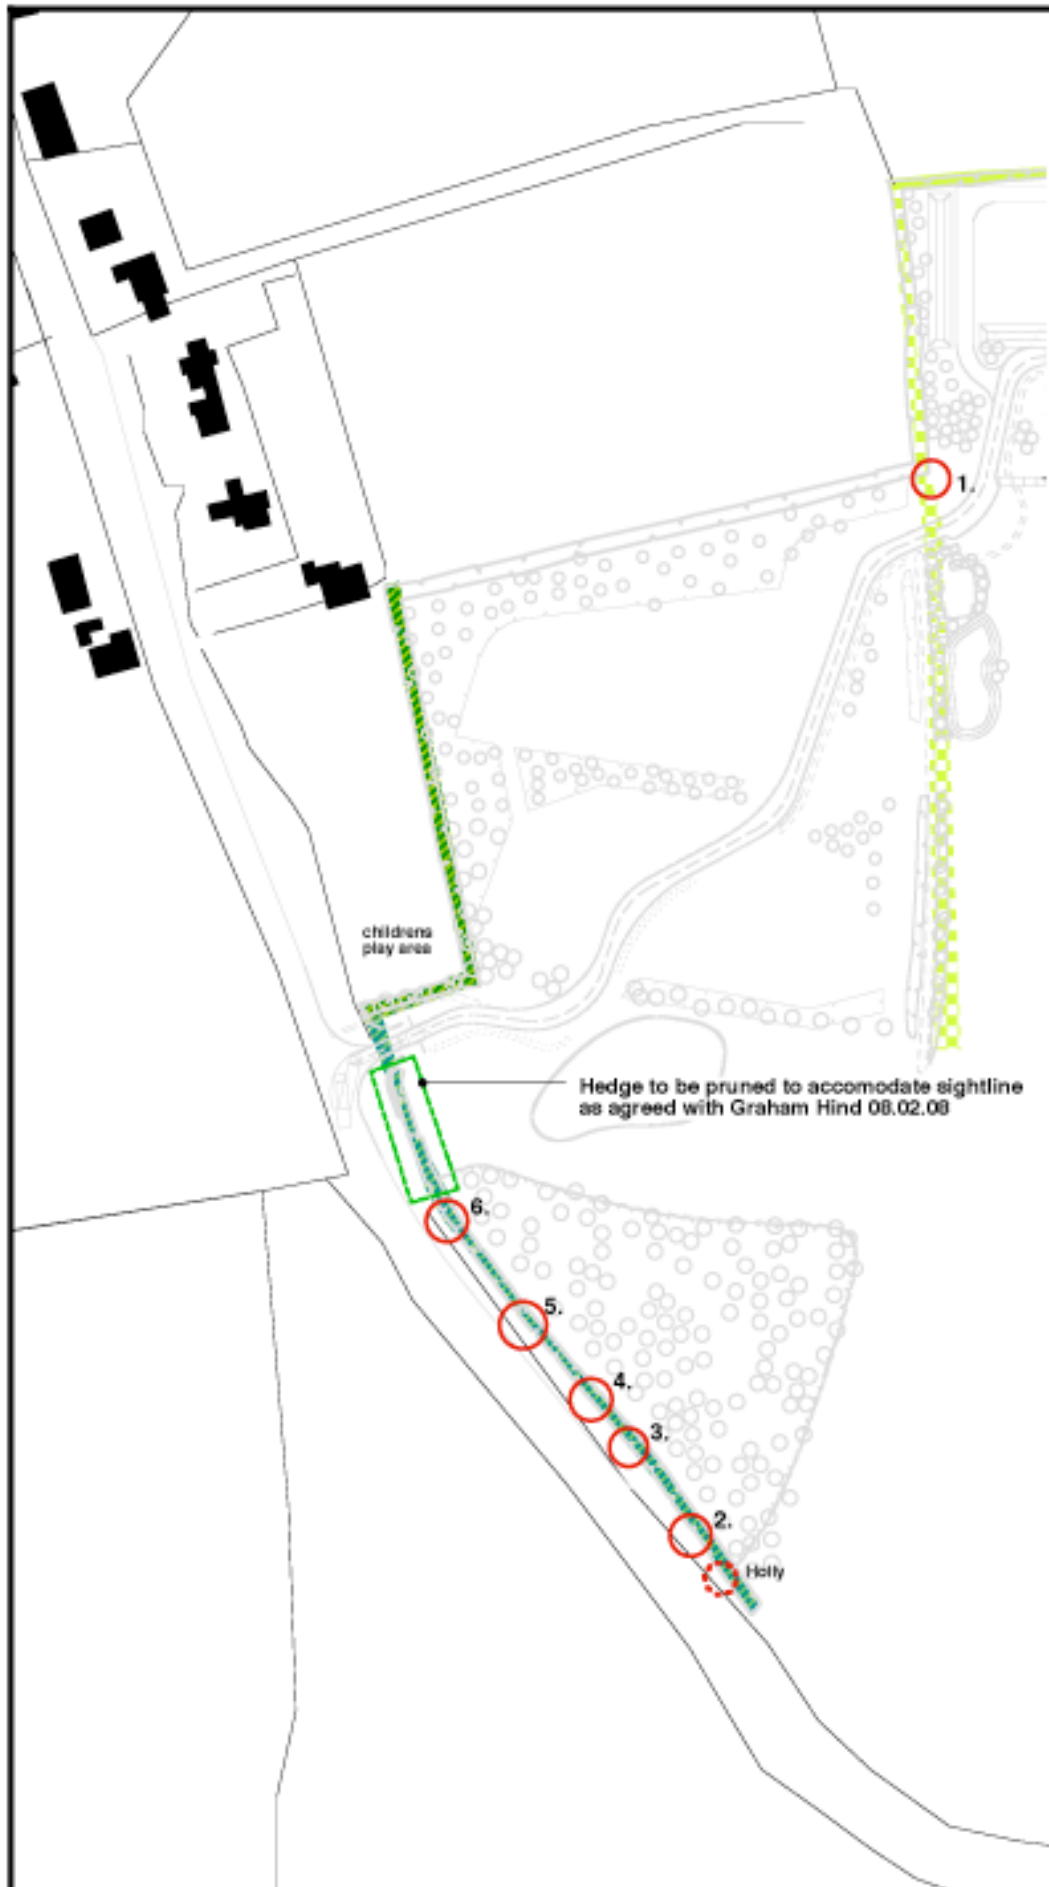 1.
childrens
play area
Hedge to be pruned to accomodate sightline
as agreed with Graham Hind 08.02.08
6.
5.
4.
3.
2.
Holly